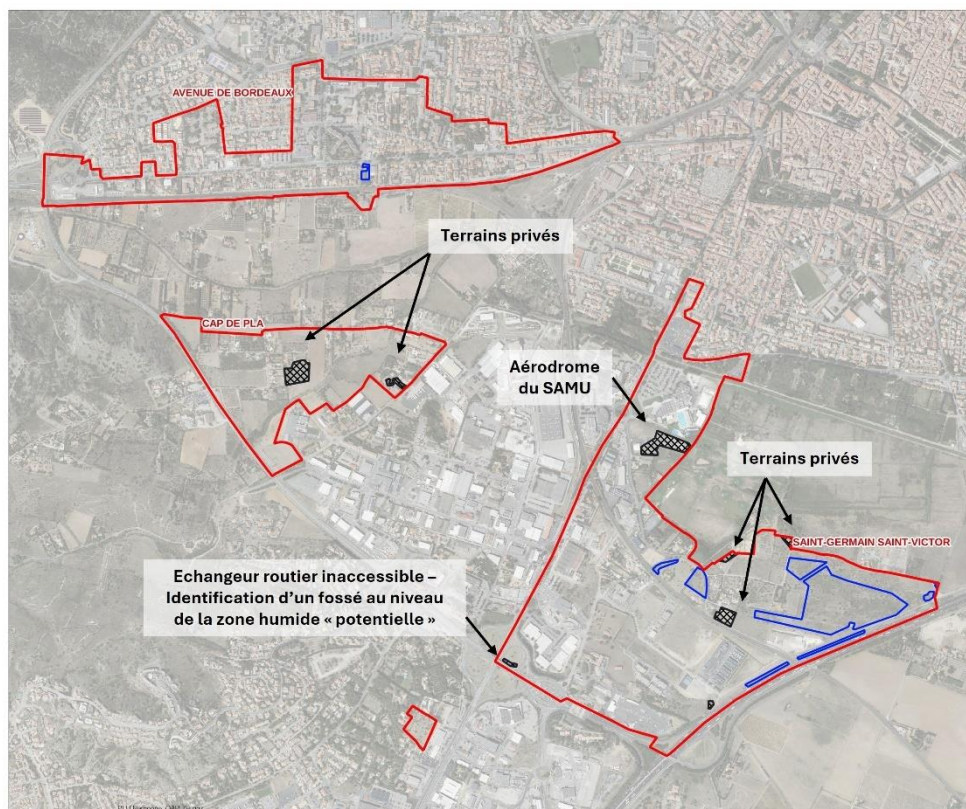 AVENUE DE BORDEAUX
Terrains privés
CAP DE PLA
Aérodrome
du SAMU
Terrains privés
SAINT-GERMAIN SAINT-VICTOR
Echangeur routier inaccessible –
Identification d'un fossé au niveau
de la zone humide « potentielle »